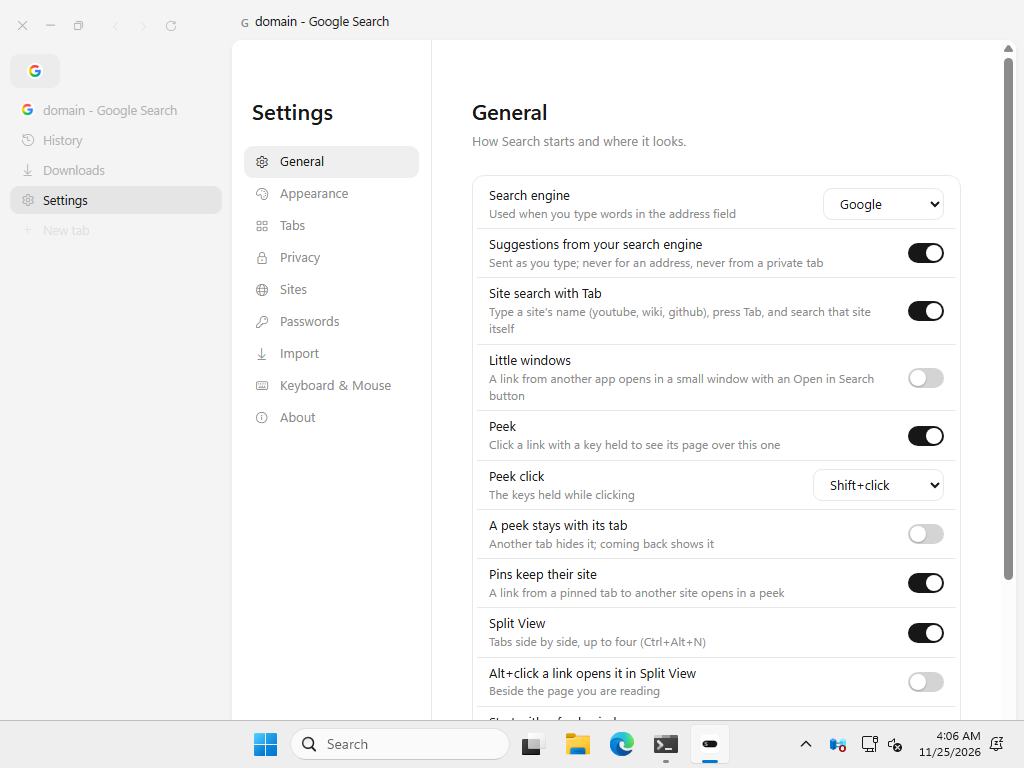 domain - Google Search
domain - Google Search
History
Downloads
Settings
New tab
Settings
General
Appearance
Tabs
Privacy
Sites
Passwords
Import
Keyboard & Mouse
About
General
How Search starts and where it looks.
Search engine
Used when you type words in the address field
Google
Suggestions from your search engine
Sent as you type; never for an address, never from a private tab
Site search with Tab
Type a site's name (youtube, wiki, github), press Tab, and search that site
itself
Little windows
A link from another app opens in a small window with an Open in Search
button
Peek
Click a link with a key held to see its page over this one
Peek click
The keys held while clicking
Shift+click
A peek stays with its tab
Another tab hides it; coming back shows it
Pins keep their site
A link from a pinned tab to another site opens in a peek
Split View
Tabs side by side, up to four (Ctrl+Alt+N)
Alt+click a link opens it in Split View
Beside the page you are reading
Search
4:06 AM
11/25/2026